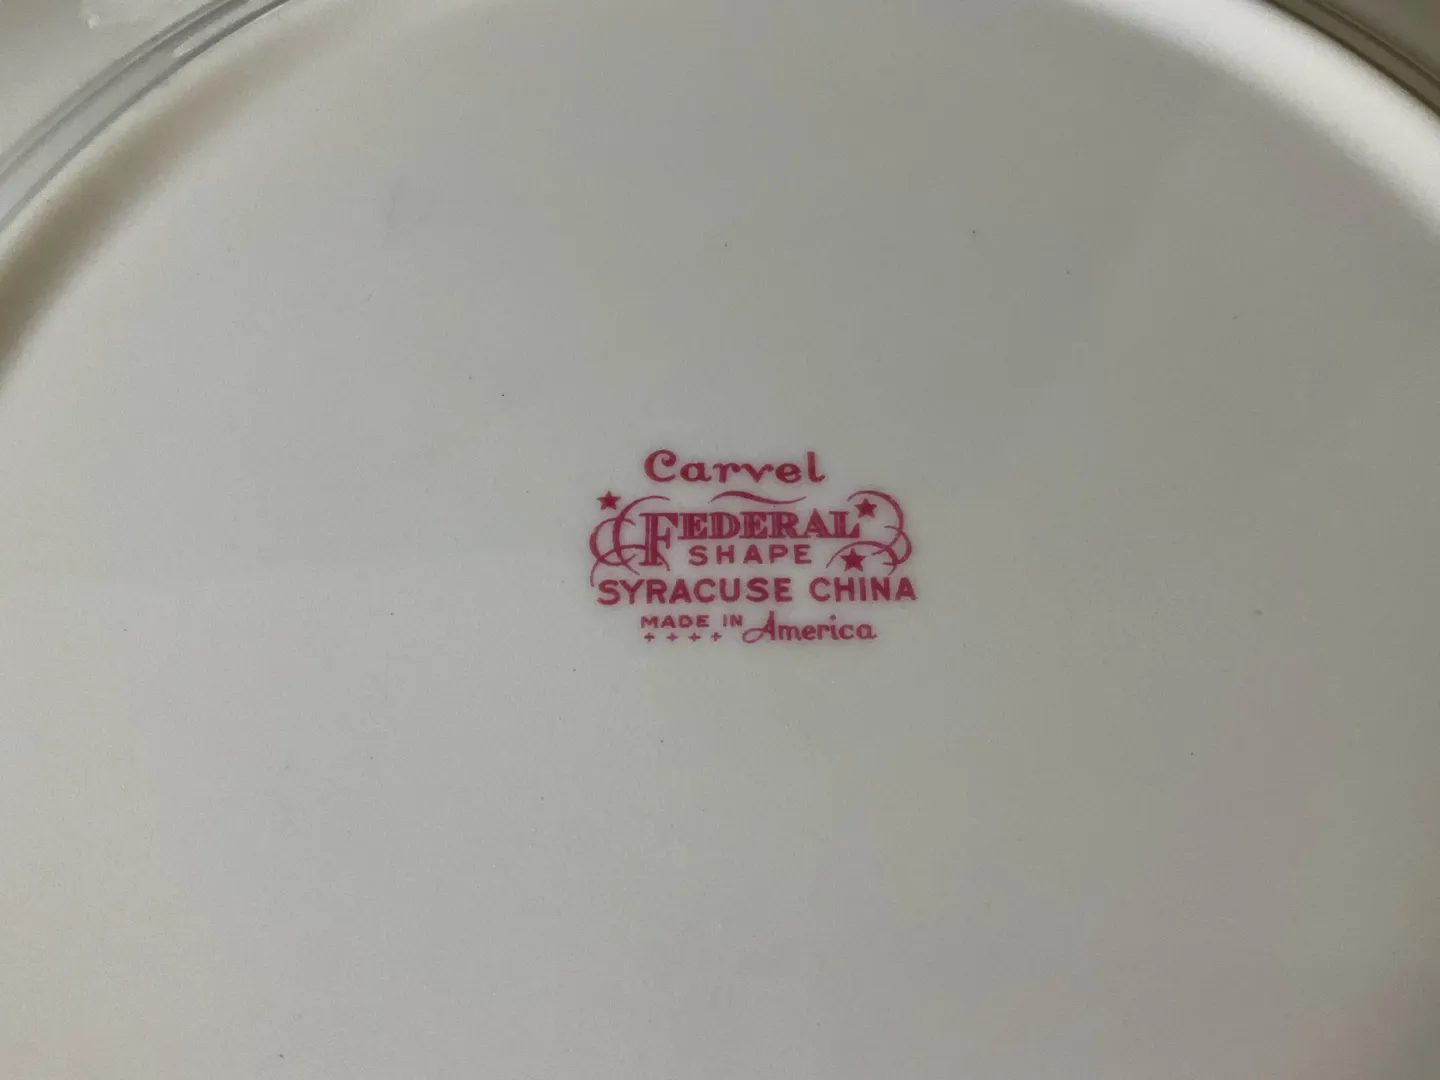 Carvel
FEDERAL
SHAPE
SYRACUSE CHINA
MADE IN America